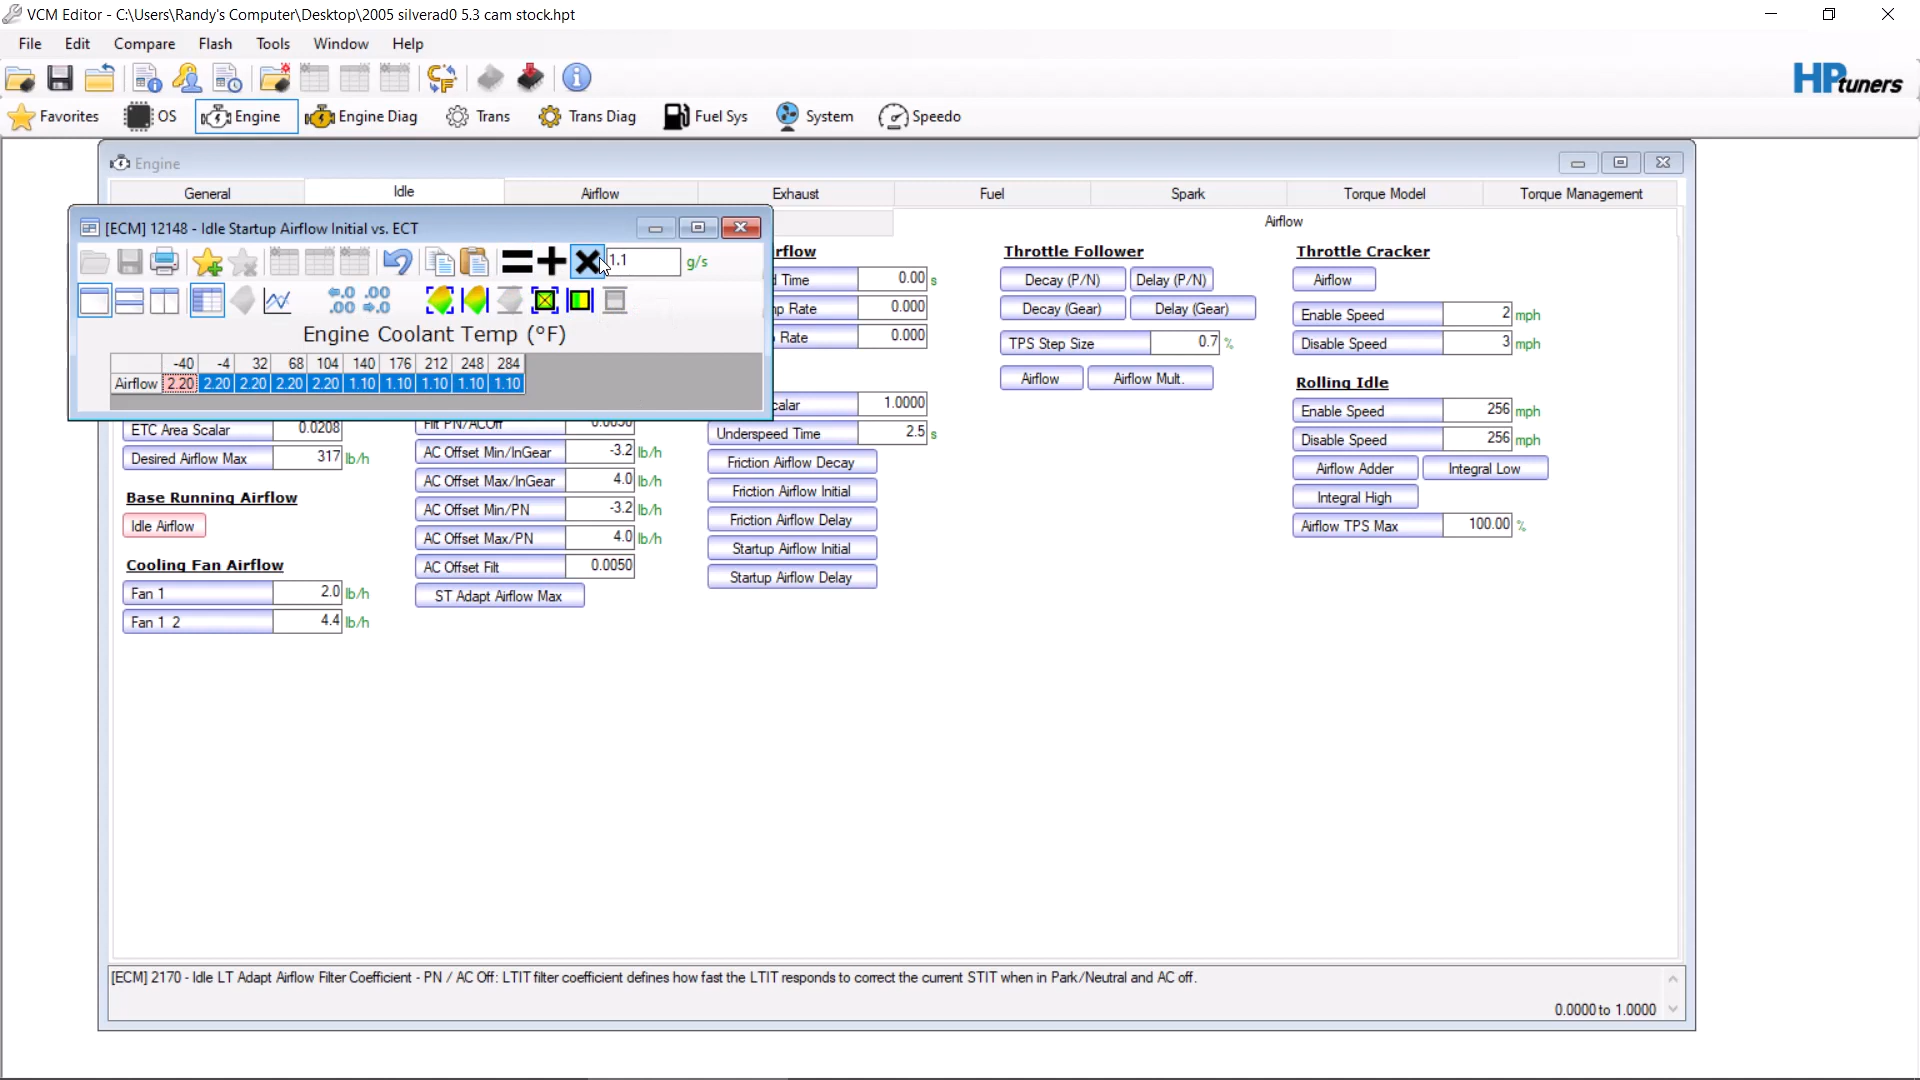 VCM Editor - C:\Users\Randy's Computer\Desktop\2005 silverad0 5.3 cam stock.hpt
File Edit Compare Flash Tools Window Help
HPtuners
Favorites OS Engine Engine Diag Trans Trans Diag Fuel Sys System Speedo
Engine
General Idle Airflow Exhaust Fuel Spark Torque Model Torque Management
Airflow
[ECM] 12148 - Idle Startup Airflow Initial vs. ECT
1.1 g/s
Engine Coolant Temp (°F)
-40 -4 32 68 104 140 176 212 248 284
Airflow 2.20 2.20 2.20 2.20 2.20 1.10 1.10 1.10 1.10 1.10
ETC Area Scalar 0.0208
Desired Airflow Max 317 lb/h
Base Running Airflow
Idle Airflow
Cooling Fan Airflow
Fan 1 2.0 lb/h
Fan 1 2 4.4 lb/h
Filt PN/ACOff
AC Offset Min/InGear -3.2 lb/h
AC Offset Max/InGear 4.0 lb/h
AC Offset Min/PN -3.2 lb/h
AC Offset Max/PN 4.0 lb/h
AC Offset Filt 0.0050
ST Adapt Airflow Max
rflow
Time 0.00 s
p Rate 0.000
Rate 0.000
calar 1.0000
Underspeed Time 2.5 s
Friction Airflow Decay
Friction Airflow Initial
Friction Airflow Delay
Startup Airflow Initial
Startup Airflow Delay
Throttle Follower
Decay (P/N) Delay (P/N)
Decay (Gear) Delay (Gear)
TPS Step Size 0.7 %
Airflow Airflow Mult.
Throttle Cracker
Airflow
Enable Speed 2 mph
Disable Speed 3 mph
Rolling Idle
Enable Speed 256 mph
Disable Speed 256 mph
Airflow Adder Integral Low
Integral High
Airflow TPS Max 100.00 %
[ECM] 2170 - Idle LT Adapt Airflow Filter Coefficient - PN / AC Off: LTIT filter coefficient defines how fast the LTIT responds to correct the current STIT when in Park/Neutral and AC off.
0.0000 to 1.0000